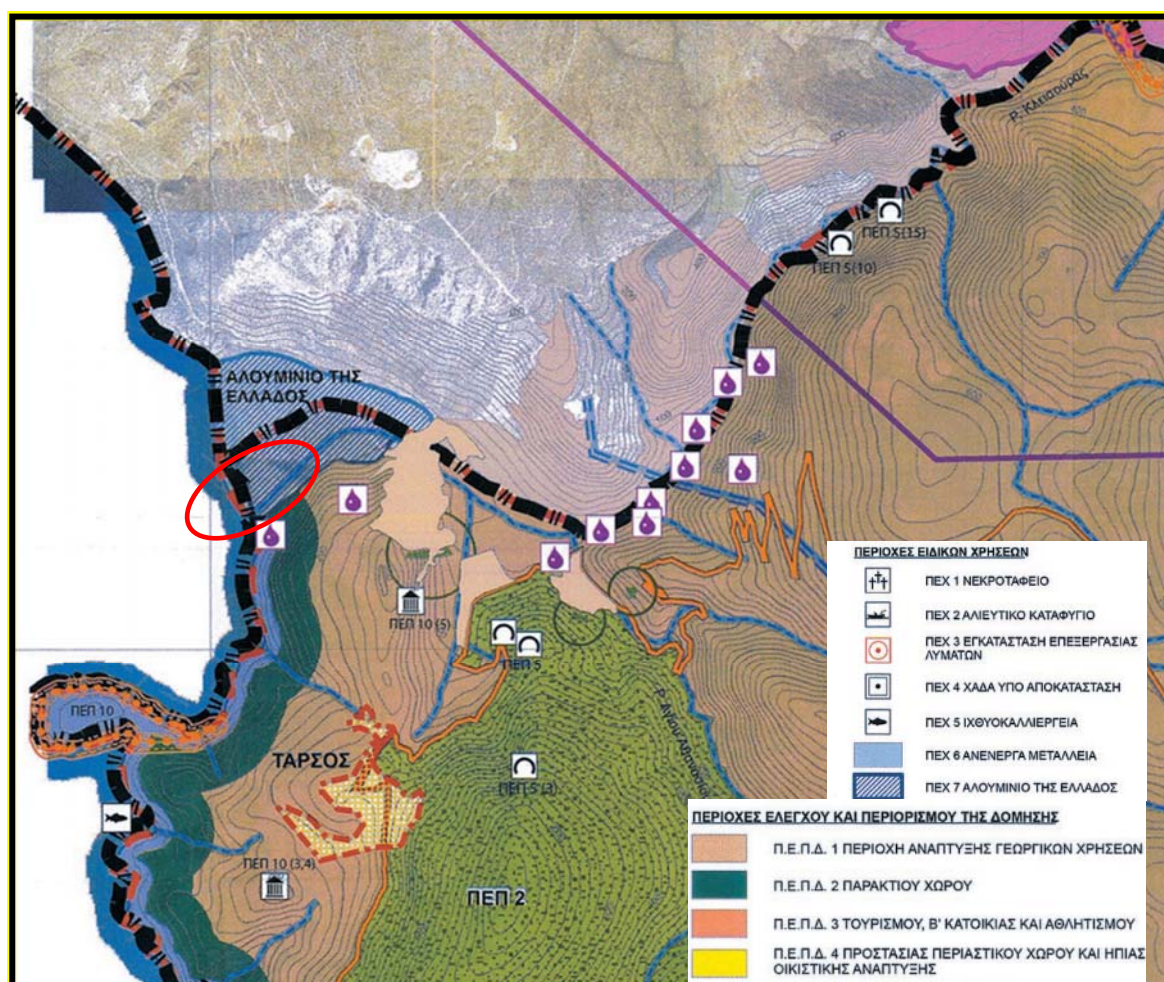 Ρ. Κλεισούρας
ΠΕΠ 5(15)
ΠΕΠ 5(10)
ΑΛΟΥΜΙΝΙΟ ΤΗΣ
ΕΛΛΑΔΟΣ
ΠΕΠ 10 (5)
ΠΕΠ 5
Ρ. Αγίου Αθανασίου
ΠΕΠ 10
ΤΑΡΣΟΣ
ΠΕΠ 5 (3)
ΠΕΠ 10 (3,4)
ΠΕΠ 2
ΠΕΡΙΟΧΕΣ ΕΙΔΙΚΩΝ ΧΡΗΣΕΩΝ
ΠΕΧ 1 ΝΕΚΡΟΤΑΦΕΙΟ
ΠΕΧ 2 ΑΛΙΕΥΤΙΚΟ ΚΑΤΑΦΥΓΙΟ
ΠΕΧ 3 ΕΓΚΑΤΑΣΤΑΣΗ ΕΠΕΞΕΡΓΑΣΙΑΣ
ΛΥΜΑΤΩΝ
ΠΕΧ 4 ΧΑΔΑ ΥΠΟ ΑΠΟΚΑΤΑΣΤΑΣΗ
ΠΕΧ 5 ΙΧΘΥΟΚΑΛΛΙΕΡΓΕΙΑ
ΠΕΧ 6 ΑΝΕΝΕΡΓΑ ΜΕΤΑΛΛΕΙΑ
ΠΕΧ 7 ΑΛΟΥΜΙΝΙΟ ΤΗΣ ΕΛΛΑΔΟΣ
ΠΕΡΙΟΧΕΣ ΕΛΕΓΧΟΥ ΚΑΙ ΠΕΡΙΟΡΙΣΜΟΥ ΤΗΣ ΔΟΜΗΣΗΣ
Π.Ε.Π.Δ. 1 ΠΕΡΙΟΧΗ ΑΝΑΠΤΥΞΗΣ ΓΕΩΡΓΙΚΩΝ ΧΡΗΣΕΩΝ
Π.Ε.Π.Δ. 2 ΠΑΡΑΚΤΙΟΥ ΧΩΡΟΥ
Π.Ε.Π.Δ. 3 ΤΟΥΡΙΣΜΟΥ, Β' ΚΑΤΟΙΚΙΑΣ ΚΑΙ ΑΘΛΗΤΙΣΜΟΥ
Π.Ε.Π.Δ. 4 ΠΡΟΣΤΑΣΙΑΣ ΠΕΡΙΑΣΤΙΚΟΥ ΧΩΡΟΥ ΚΑΙ ΗΠΙΑΣ
ΟΙΚΙΣΤΙΚΗΣ ΑΝΑΠΤΥΞΗΣ